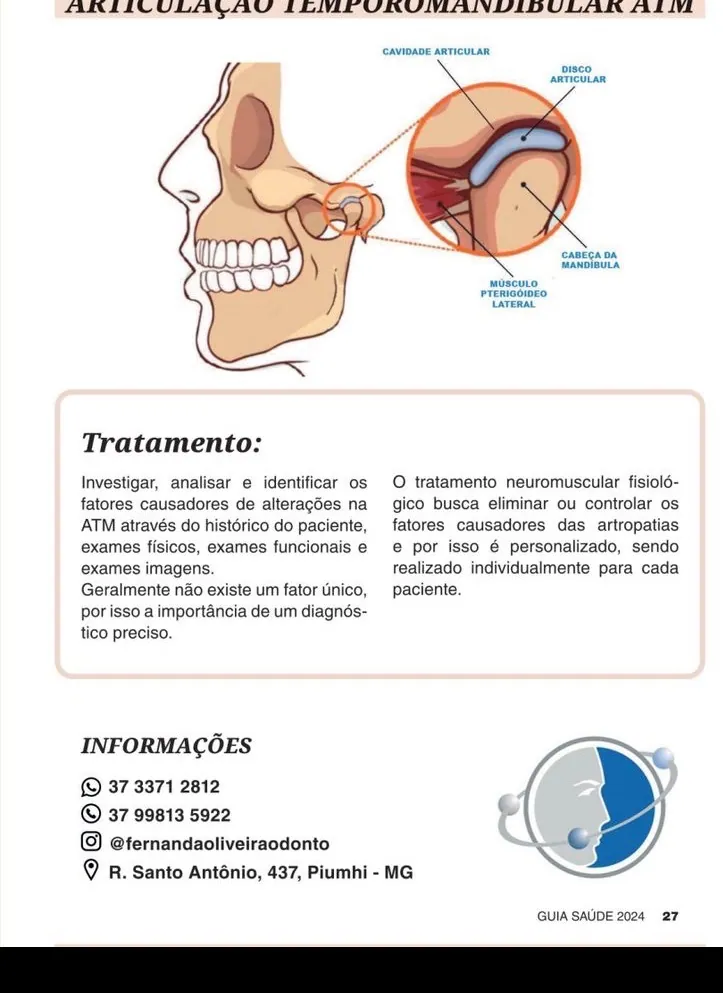 ARTICULAÇÃO TEMPOROMANDIBULAR ATM
CAVIDADE ARTICULAR
DISCO
ARTICULAR
CABEÇA DA
MANDÍBULA
MÚSCULO
PTERIGÓIDEO
LATERAL
Tratamento:
Investigar, analisar e identificar os
fatores causadores de alterações na
ATM através do histórico do paciente,
exames físicos, exames funcionais e
exames imagens.
Geralmente não existe um fator único,
por isso a importância de um diagnós-
tico preciso.
O tratamento neuromuscular fisioló-
gico busca eliminar ou controlar os
fatores causadores das artropatias
e por isso é personalizado, sendo
realizado individualmente para cada
paciente.
INFORMAÇÕES
37 3371 2812
37 99813 5922
@fernandaoliveiraodonto
R. Santo Antônio, 437, Piumhi - MG
GUIA SAÚDE 2024 27